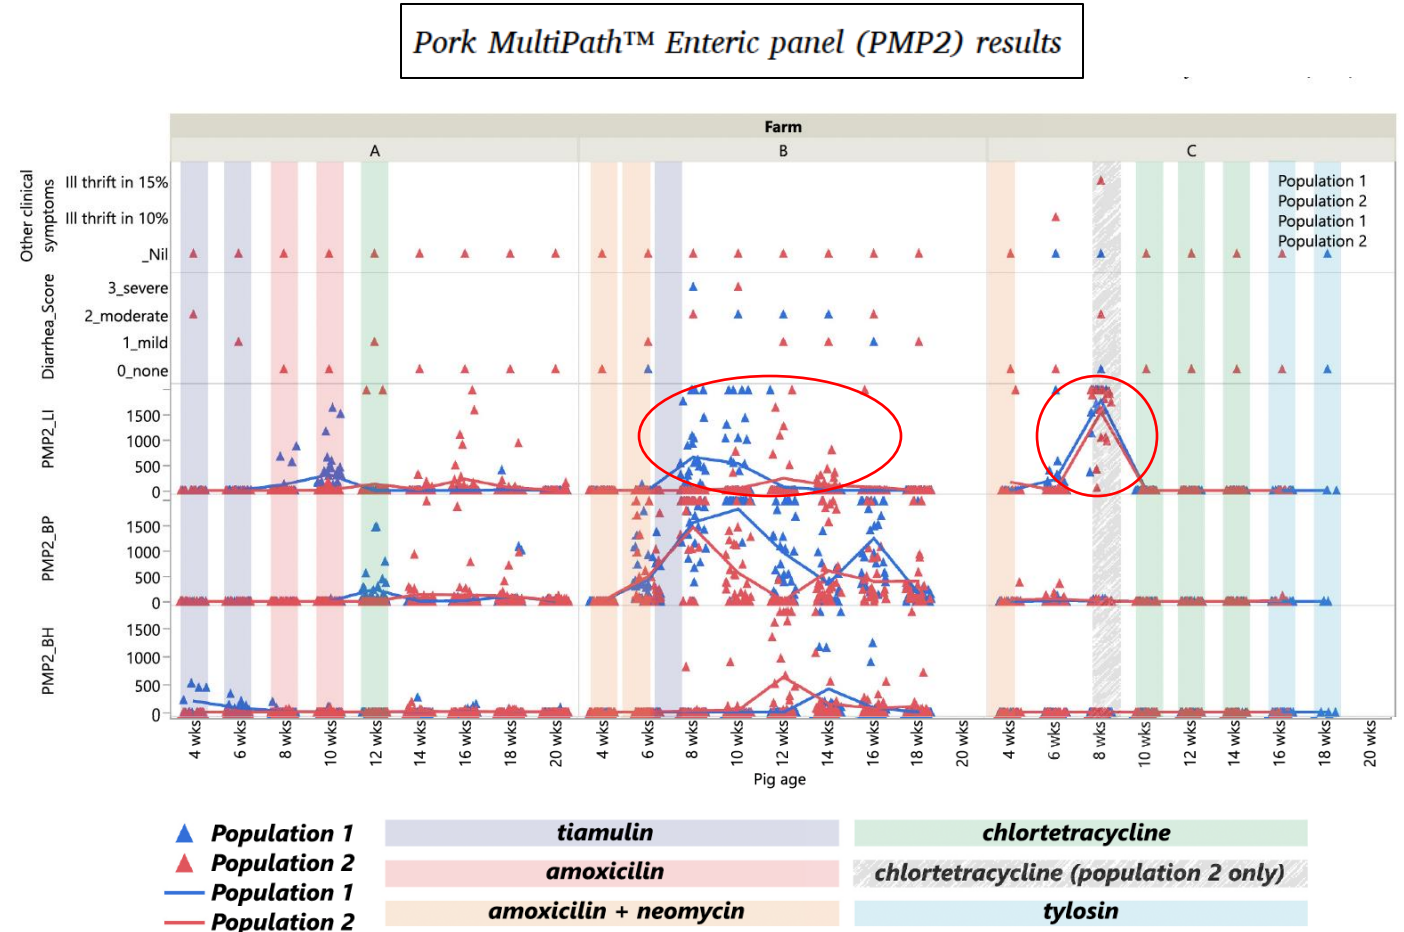 Pork MultiPath™ Enteric panel (PMP2) results
Farm
A B C
Other clinical symptoms
Ill thrift in 15%
Ill thrift in 10%
_Nil
Population 1
Population 2
Population 1
Population 2
Diarrhea_Score
3_severe
2_moderate
1_mild
0_none
PMP2_LI
1500
1000
500
0
PMP2_BP
1500
1000
500
0
PMP2_BH
1500
1000
500
0
4 wks 6 wks 8 wks 10 wks 12 wks 14 wks 16 wks 18 wks 20 wks 4 wks 6 wks 8 wks 10 wks 12 wks 14 wks 16 wks 18 wks 20 wks 4 wks 6 wks 8 wks 10 wks 12 wks 14 wks 16 wks 18 wks 20 wks
Pig age
Population 1 tiamulin chlortetracycline
Population 2 amoxicilin chlortetracycline (population 2 only)
Population 1
Population 2 amoxicilin + neomycin tylosin